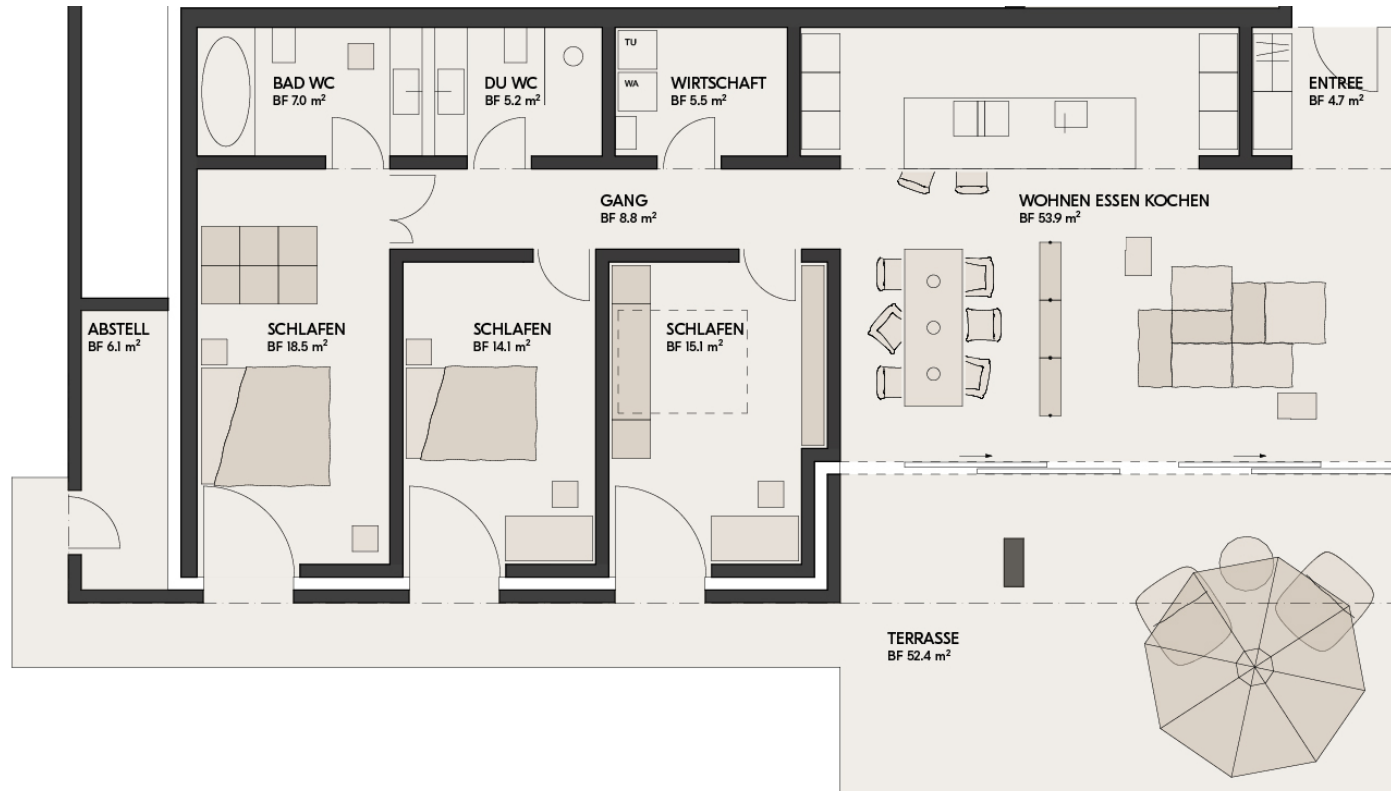 BAD WC
BF 7.0 m²
DU WC
BF 5.2 m²
TU
WA
WIRTSCHAFT
BF 5.5 m²
ENTREE
BF 4.7 m²
GANG
BF 8.8 m²
WOHNEN ESSEN KOCHEN
BF 53.9 m²
ABSTELL
BF 6.1 m²
SCHLAFEN
BF 18.5 m²
SCHLAFEN
BF 14.1 m²
SCHLAFEN
BF 15.1 m²
TERRASSE
BF 52.4 m²